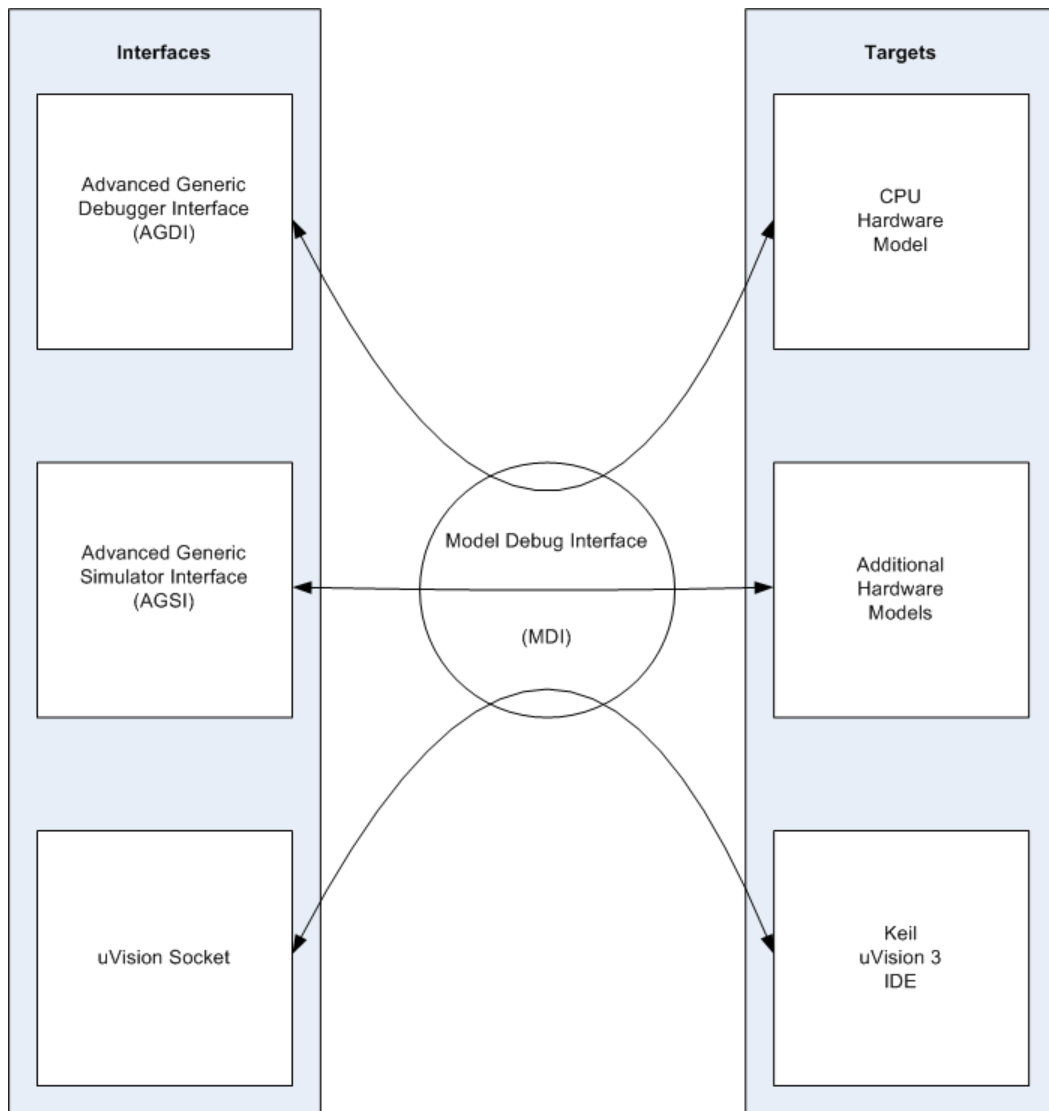 Interfaces
Advanced Generic
Debugger Interface
(AGDI)
Advanced Generic
Simulator Interface
(AGSI)
uVision Socket
Model Debug Interface
(MDI)
Targets
CPU
Hardware
Model
Additional
Hardware
Models
Keil
uVision 3
IDE